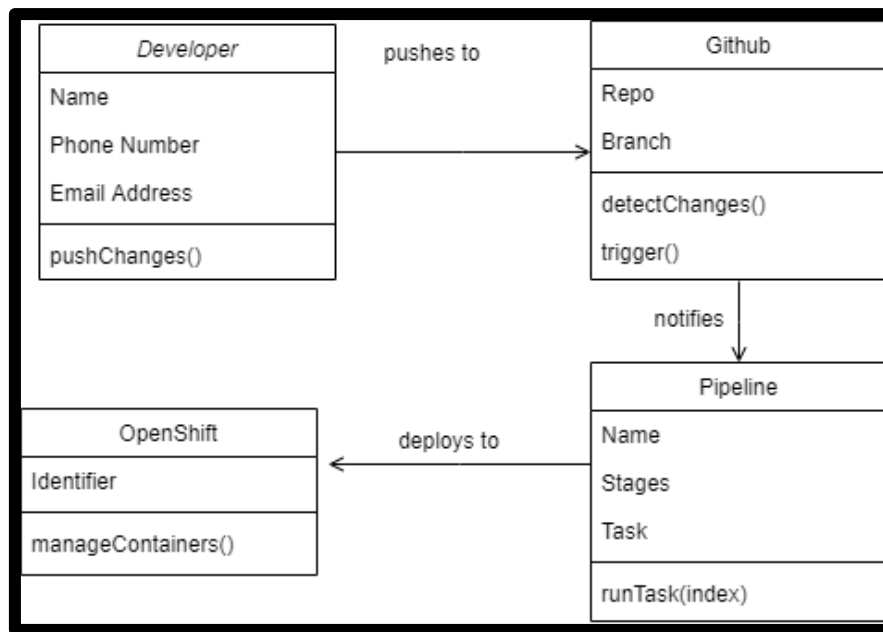 Developer
Name
Phone Number
Email Address
pushChanges()
pushes to
Github
Repo
Branch
detectChanges()
trigger()
notifies
Pipeline
Name
Stages
Task
runTask(index)
deploys to
OpenShift
Identifier
manageContainers()